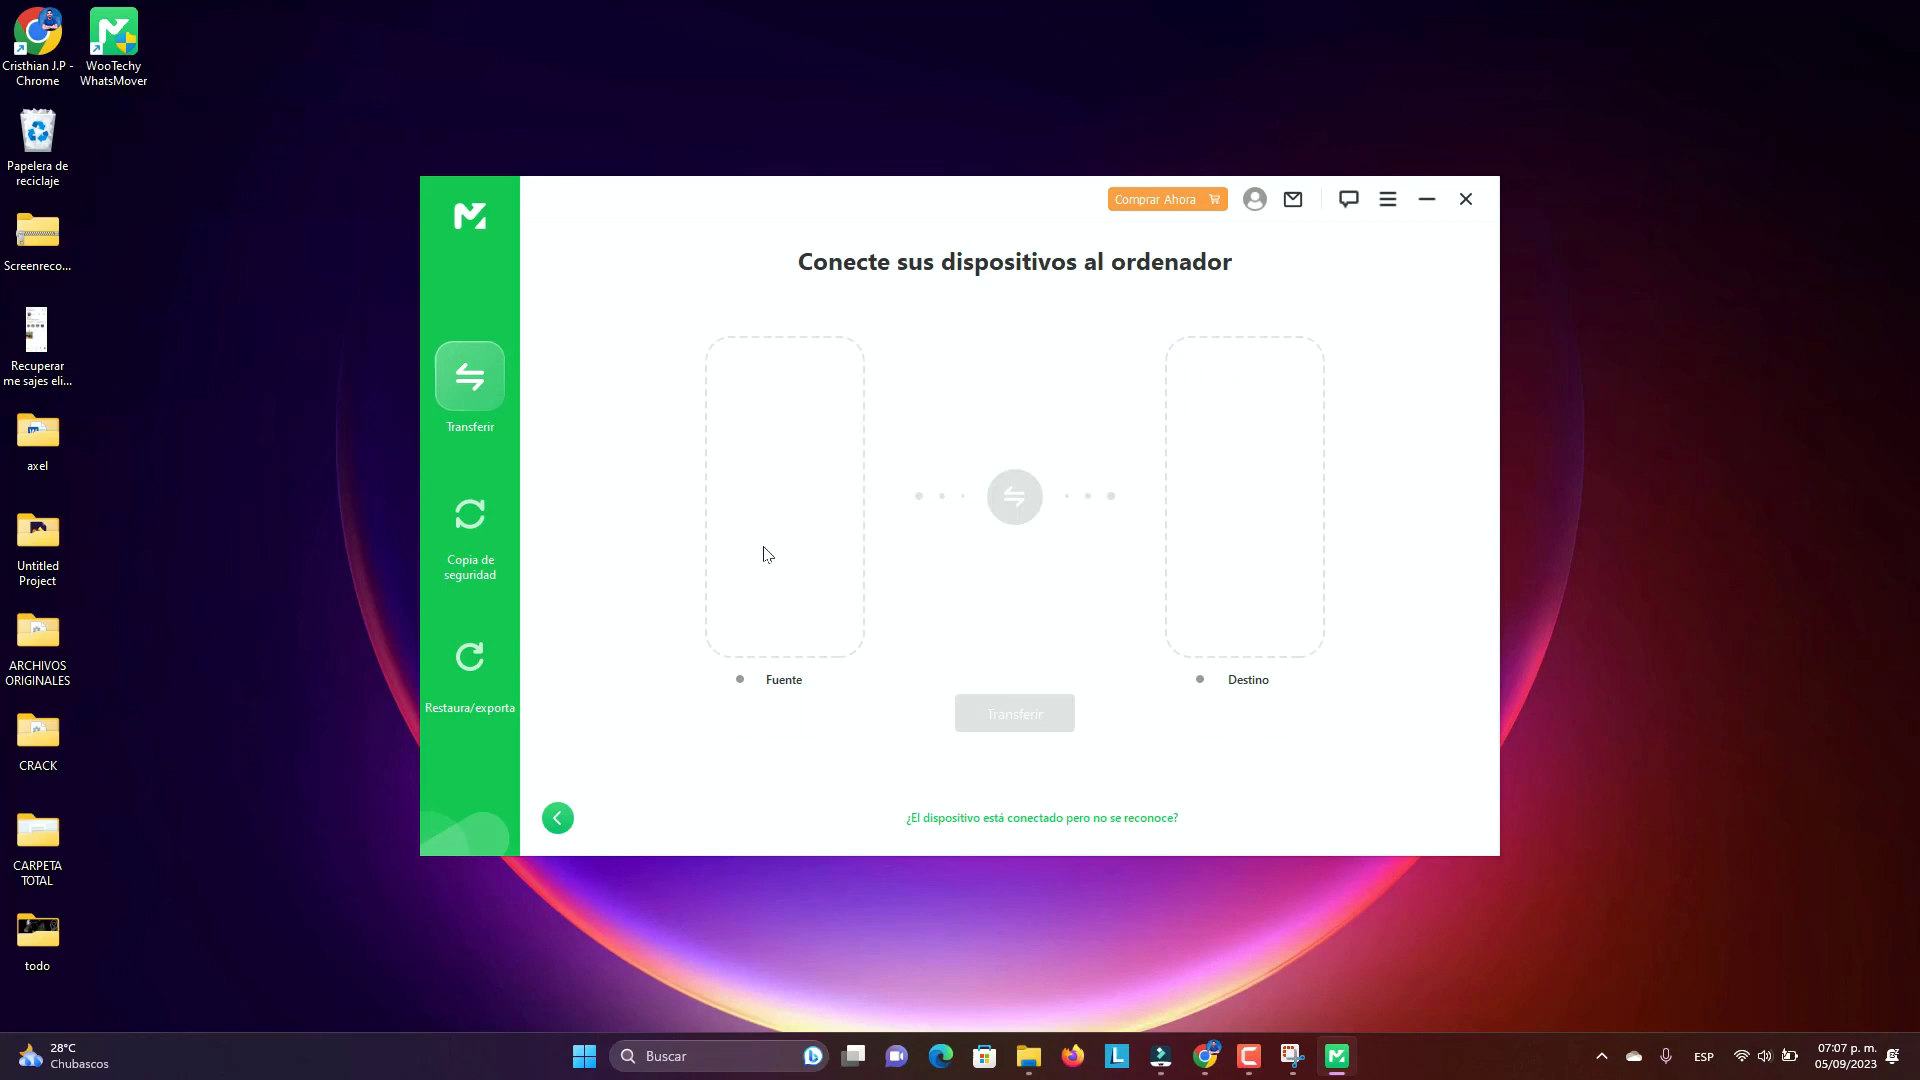 Cristhian J.P -
Chrome
WooTechy
WhatsMover
Papelera de
reciclaje
Screenreco...
Recuperar
me sajes eli...
axel
Untitled
Project
ARCHIVOS
ORIGINALES
CRACK
CARPETA
TOTAL
todo
Comprar Ahora
Conecte sus dispositivos al ordenador
Transferir
Copia de
seguridad
Restaura/exporta
Fuente
Destino
Transferir
¿El dispositivo está conectado pero no se reconoce?
28°C
Chubascos
Buscar
ESP
07:07 p. m.
05/09/2023